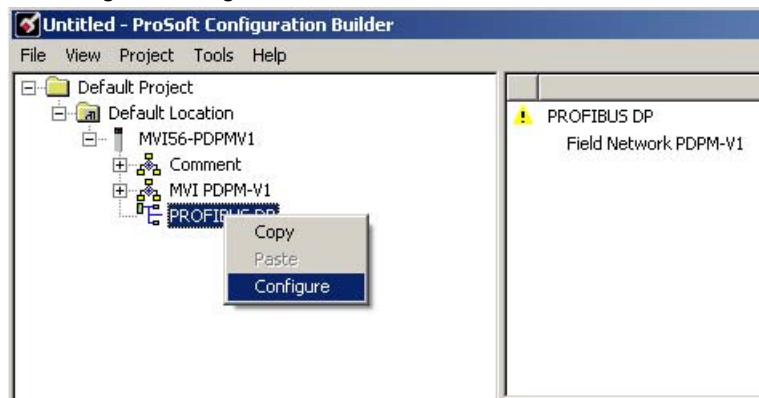 Untitled - ProSoft Configuration Builder
File View Project Tools Help
Default Project
Default Location
MVI56-PDPMV1
Comment
MVI PDPM-V1
PROFIBUS DP
Copy
Paste
Configure
PROFIBUS DP
Field Network PDPM-V1